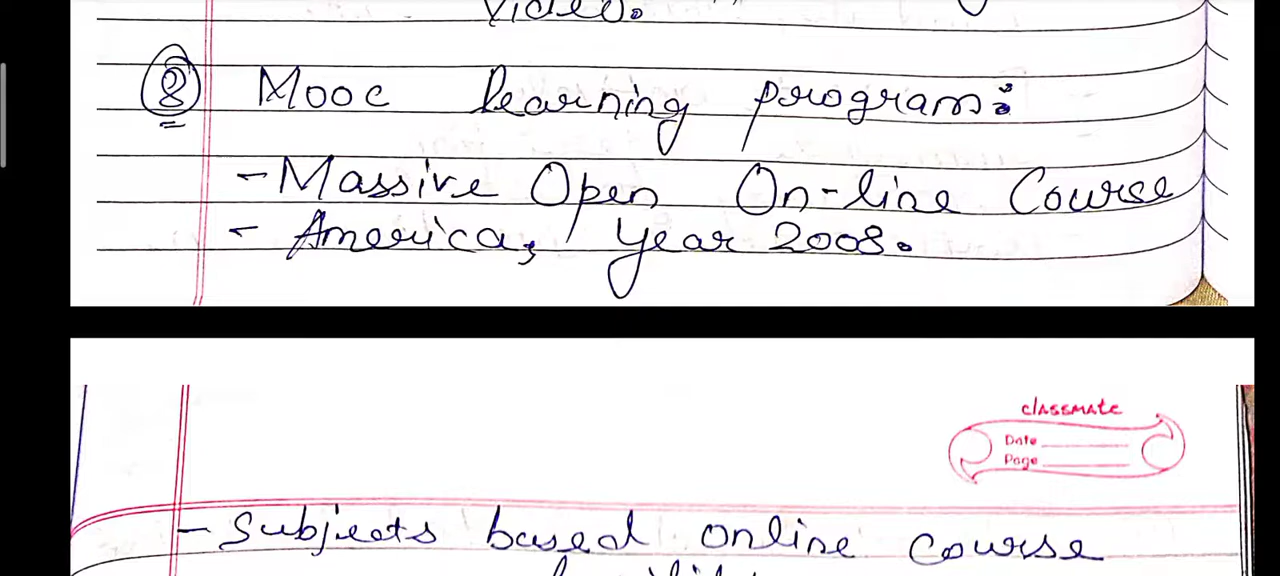 video.
8 Mooc learning program:
- Massive Open On-line Course
- America, Year 2008.
classmate
Date
Page
- Subjects based online course